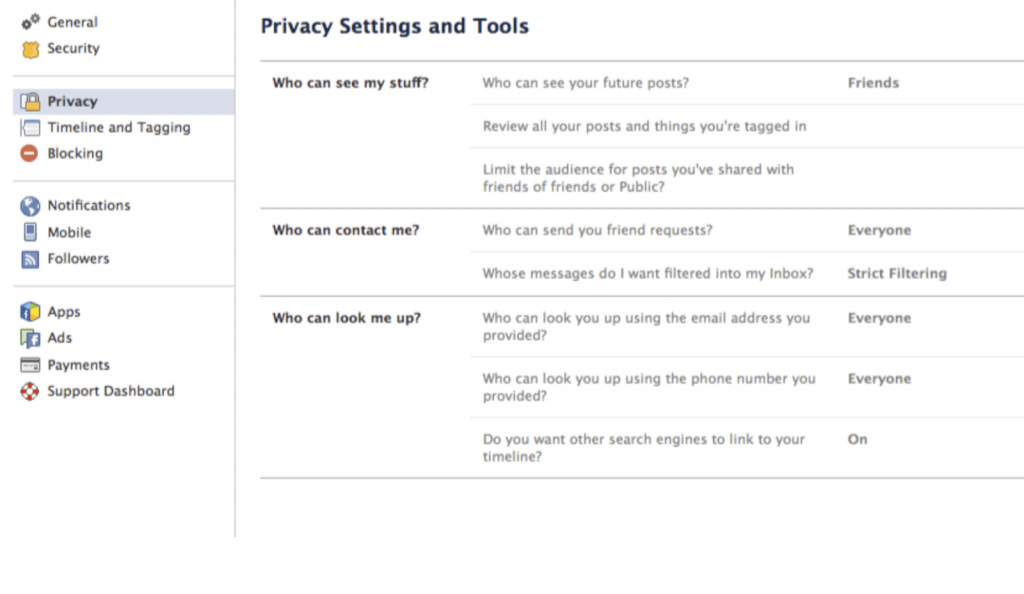 General
Security
Privacy
Timeline and Tagging
Blocking
Notifications
Mobile
Followers
Apps
Ads
Payments
Support Dashboard
Privacy Settings and Tools
Who can see my stuff?
Who can see your future posts?
Friends
Review all your posts and things you're tagged in
Limit the audience for posts you've shared with
friends of friends or Public?
Who can contact me?
Who can send you friend requests?
Everyone
Whose messages do I want filtered into my Inbox?
Strict Filtering
Who can look me up?
Who can look you up using the email address you
provided?
Everyone
Who can look you up using the phone number you
provided?
Everyone
Do you want other search engines to link to your
timeline?
On